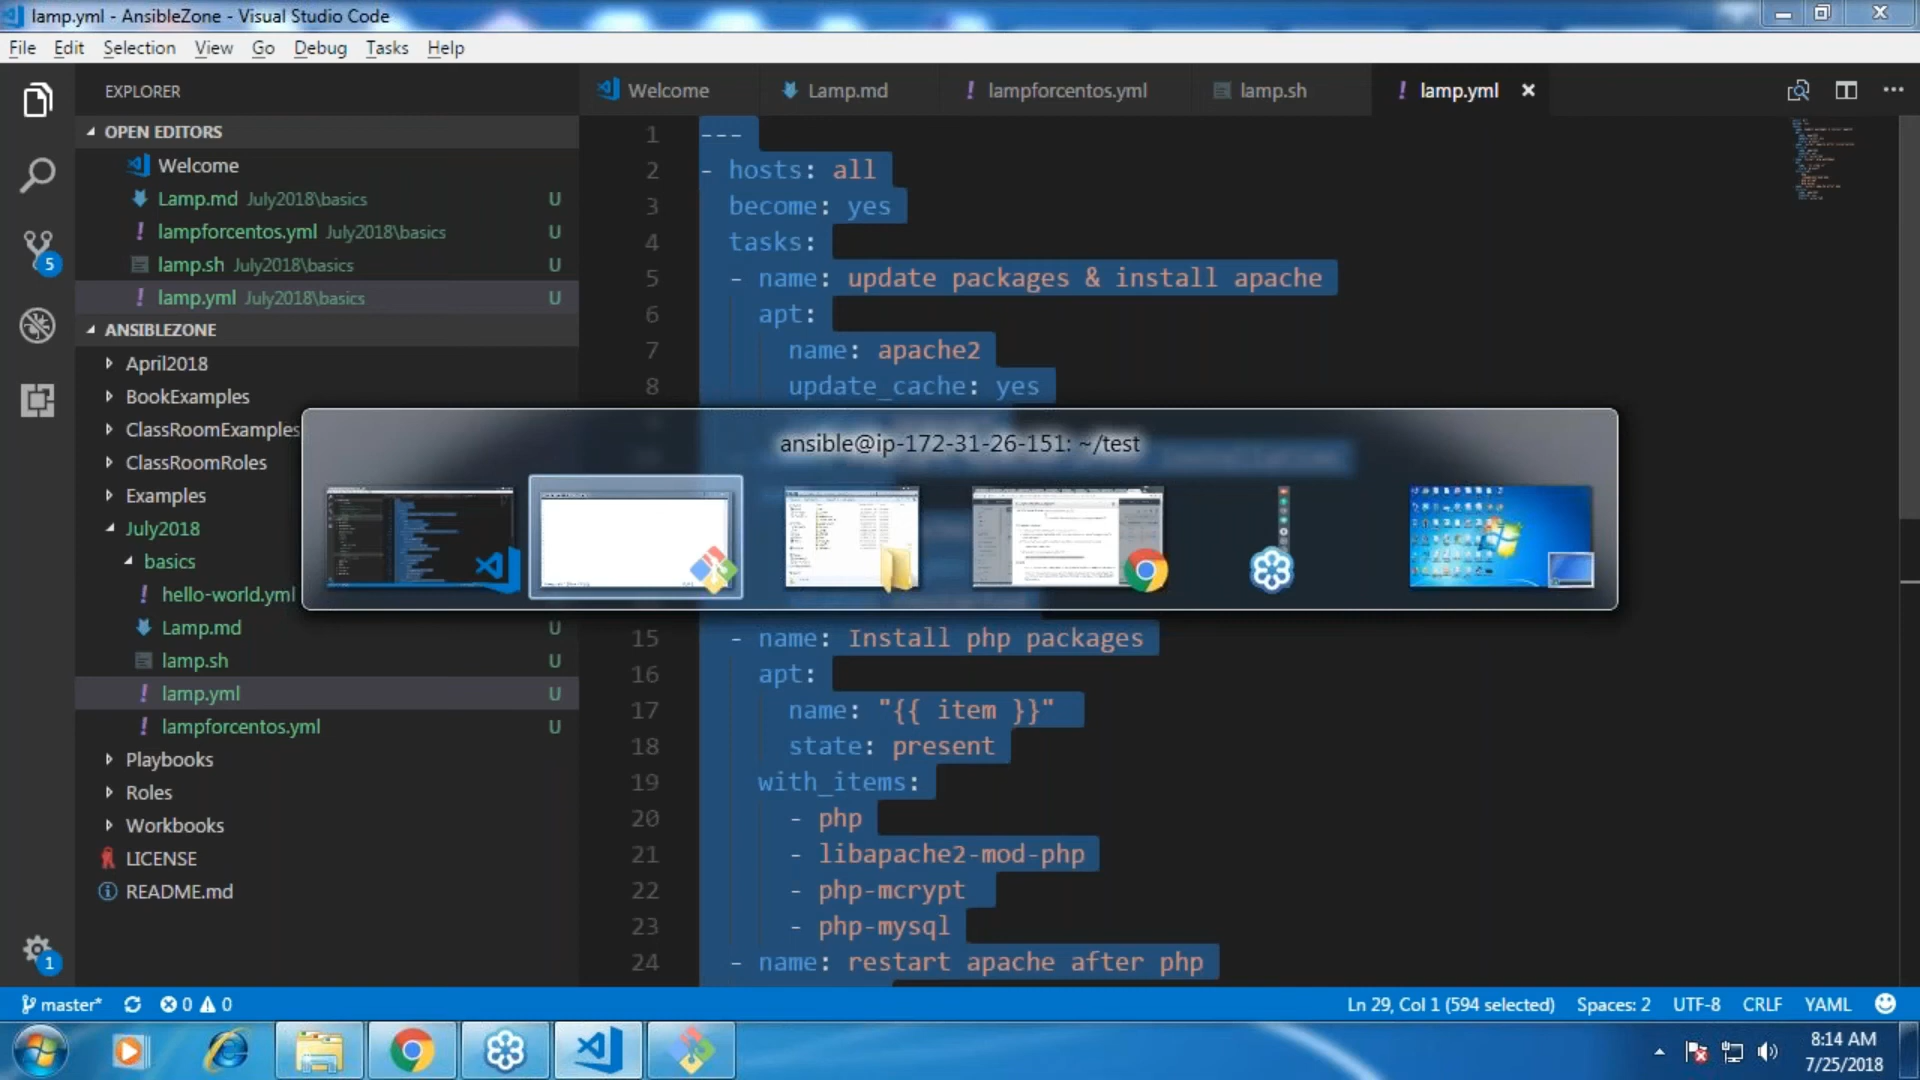 lamp.yml - AnsibleZone - Visual Studio Code
File Edit Selection View Go Debug Tasks Help
EXPLORER
OPEN EDITORS
Welcome
Lamp.md July2018\basics U
lampforcentos.yml July2018\basics U
lamp.sh July2018\basics U
lamp.yml July2018\basics U
ANSIBLEZONE
April2018
BookExamples
ClassRoomExamples
ClassRoomRoles
Examples
July2018
basics
hello-world.yml
Lamp.md U
lamp.sh U
lamp.yml U
lampforcentos.yml U
Playbooks
Roles
Workbooks
LICENSE
README.md
5
1
Welcome Lamp.md lampforcentos.yml lamp.sh lamp.yml
1 ---
2 - hosts: all
3 become: yes
4 tasks:
5 - name: update packages & install apache
6 apt:
7 name: apache2
8 update_cache: yes
ansible@ip-172-31-26-151: ~/test
15 - name: Install php packages
16 apt:
17 name: "{{ item }}"
18 state: present
19 with_items:
20 - php
21 - libapache2-mod-php
22 - php-mcrypt
23 - php-mysql
24 - name: restart apache after php
master* 0 0 Ln 29, Col 1 (594 selected) Spaces: 2 UTF-8 CRLF YAML
8:14 AM
7/25/2018